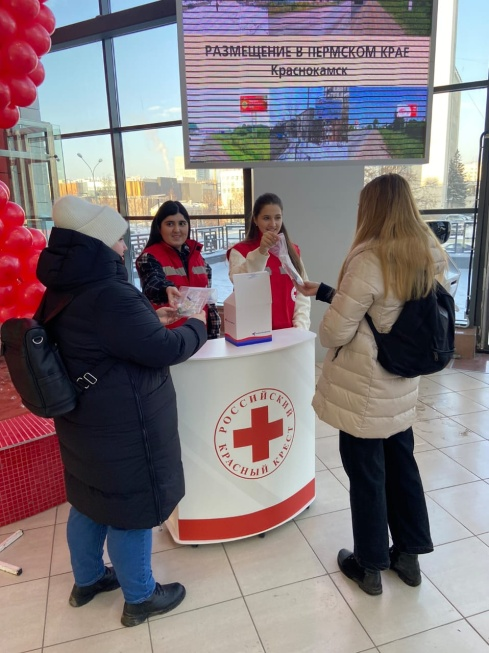 РАЗМЕЩЕНИЕ В ПЕРМСКОМ КРАЕ
Краснокамск
РОССИЙСКИЙ
КРАСНЫЙ КРЕСТ